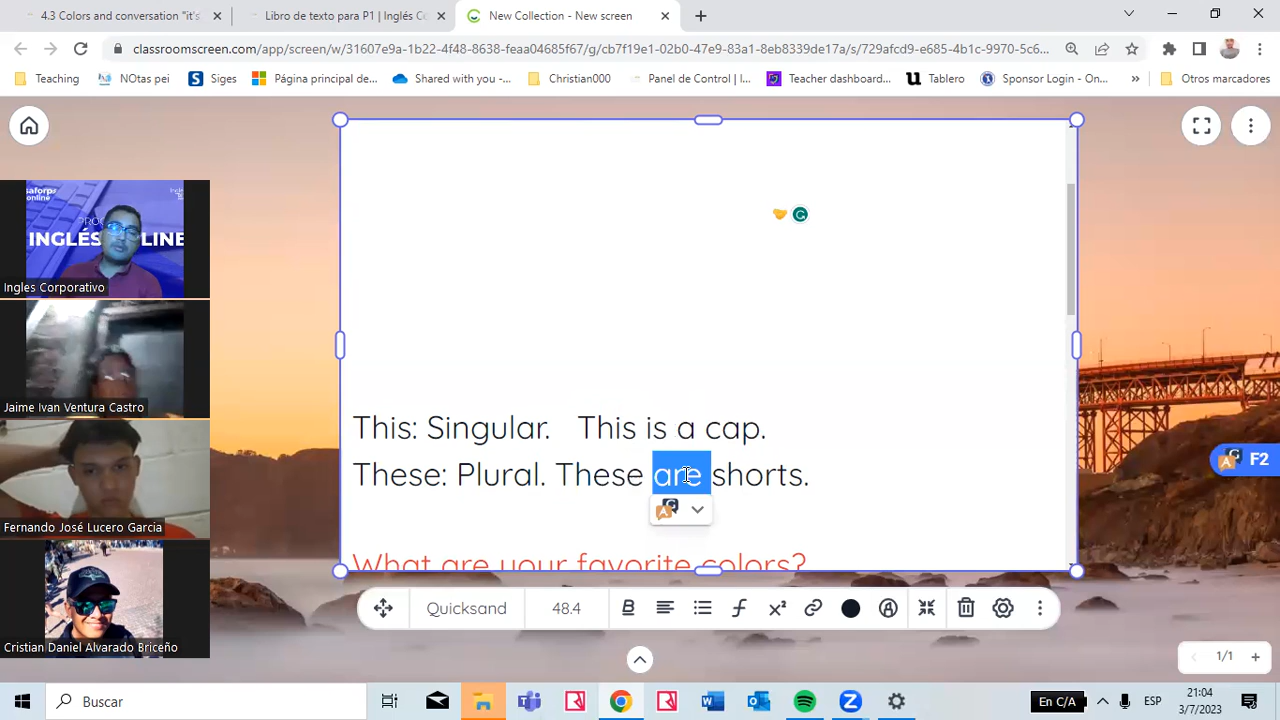 4.3 Colors and conversation "it's'
Libro de texto para P1 | Inglés Co
New Collection - New screen
classroomscreen.com/app/screen/w/31607e9a-1b22-4f48-8638-feaa04685f67/g/cb7f19e1-02b0-47e9-83a1-8eb8339de17a/s/729afcd9-e685-4b1c-9970-5c6...
Teaching
NOtas pei
Siges
Página principal de...
Shared with you -...
Christian000
Panel de Control | I...
Teacher dashboard...
Tablero
Sponsor Login - On...
Otros marcadores
INGLÉS
LINE
Ingles Corporativo
Jaime Ivan Ventura Castro
Fernando José Lucero Garcia
Cristian Daniel Alvarado Briceño
This: Singular. This is a cap.
These: Plural. These are shorts.
What are your favorite colors?
F2
Quicksand
48.4
1/1
Buscar
En C/A
ESP
21:04
3/7/2023